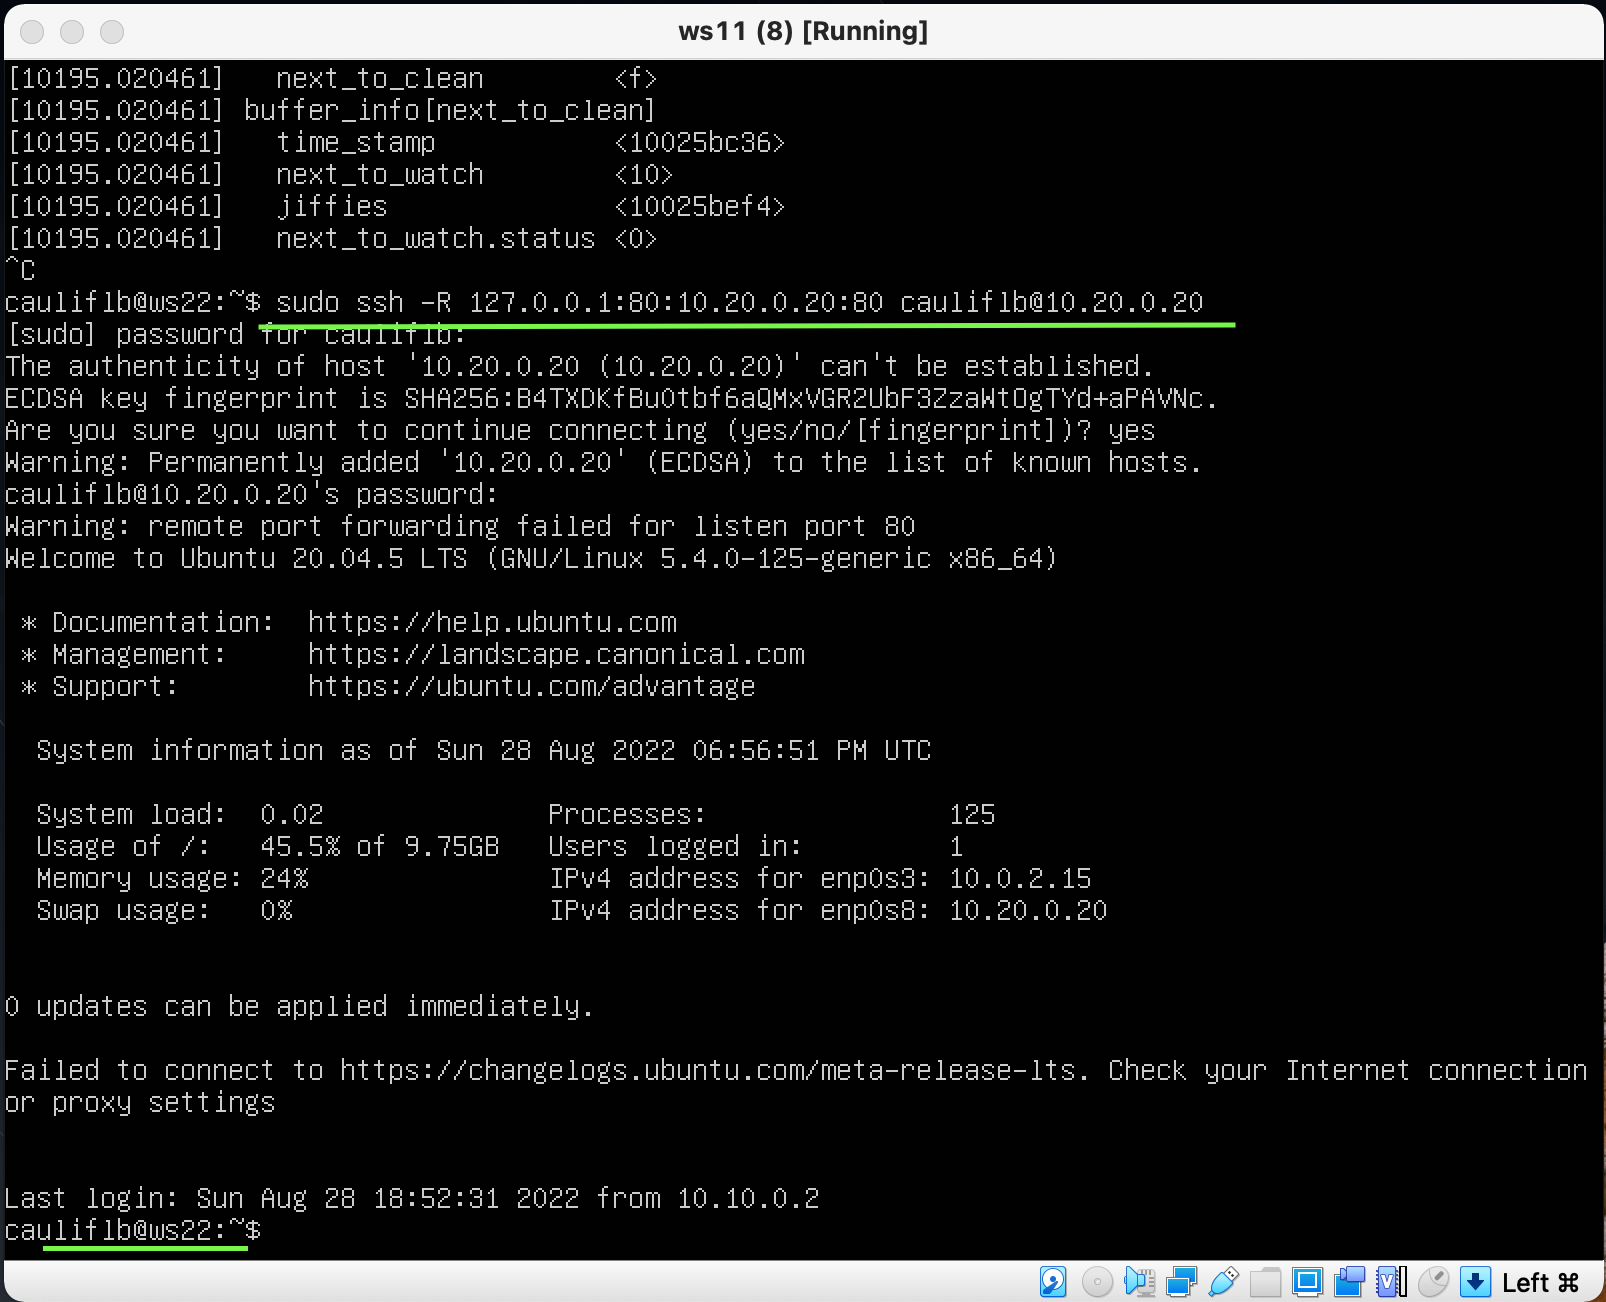 ws11 (8) [Running]
[10195.020461]   next_to_clean        <f>
[10195.020461] buffer_info[next_to_clean]
[10195.020461]   time_stamp           <10025bc36>
[10195.020461]   next_to_watch        <10>
[10195.020461]   jiffies              <10025bef4>
[10195.020461]   next_to_watch.status <0>
^C
cauliflb@ws22:~$ sudo ssh -R 127.0.0.1:80:10.20.0.20:80 cauliflb@10.20.0.20
[sudo] password for cauliflb:
The authenticity of host '10.20.0.20 (10.20.0.20)' can't be established.
ECDSA key fingerprint is SHA256:B4TXDKfBu0tbf6aQMxVGR2UbF3ZzaWtOgTYd+aPAVNc.
Are you sure you want to continue connecting (yes/no/[fingerprint])? yes
Warning: Permanently added '10.20.0.20' (ECDSA) to the list of known hosts.
cauliflb@10.20.0.20's password:
Warning: remote port forwarding failed for listen port 80
Welcome to Ubuntu 20.04.5 LTS (GNU/Linux 5.4.0-125-generic x86_64)
* Documentation:  https://help.ubuntu.com
* Management:     https://landscape.canonical.com
* Support:        https://ubuntu.com/advantage
System information as of Sun 28 Aug 2022 06:56:51 PM UTC
System load:  0.02              Processes:               125
Usage of /:   45.5% of 9.75GB   Users logged in:         1
Memory usage: 24%               IPv4 address for enp0s3: 10.0.2.15
Swap usage:   0%                IPv4 address for enp0s8: 10.20.0.20
0 updates can be applied immediately.
Failed to connect to https://changelogs.ubuntu.com/meta-release-lts. Check your Internet connection
or proxy settings
Last login: Sun Aug 28 18:52:31 2022 from 10.10.0.2
cauliflb@ws22:~$
Left ⌘